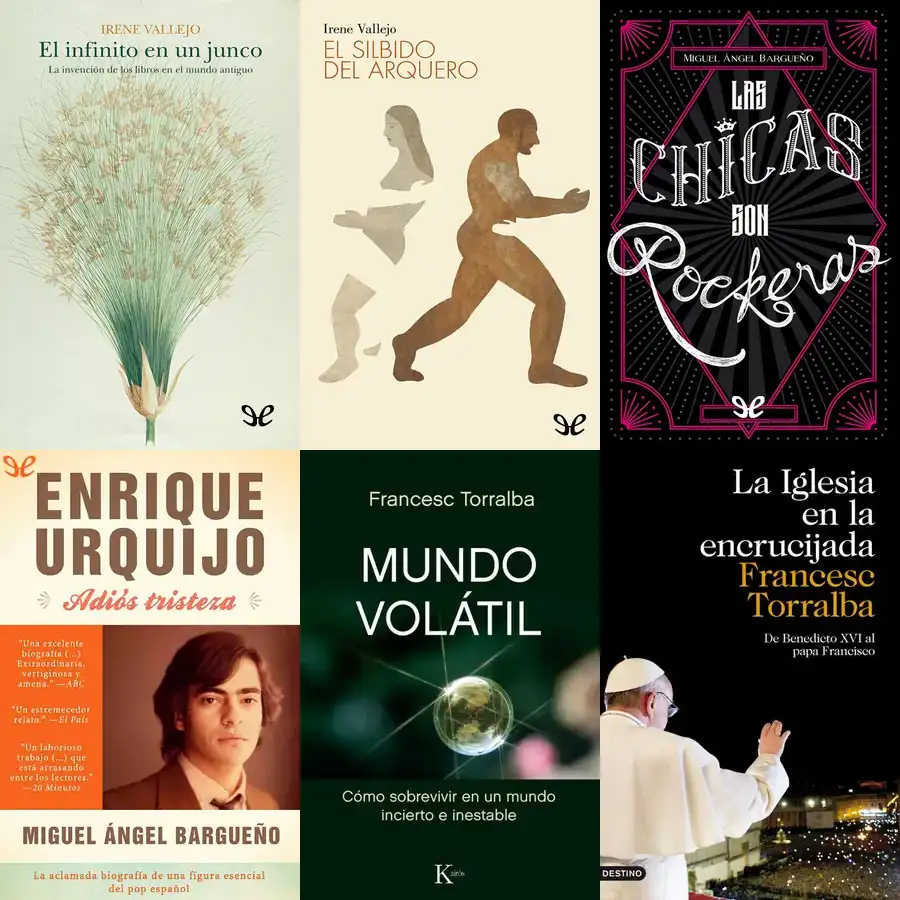 IRENE VALLEJO
El infinito en un junco
La invención de los libros en el mundo antiguo
Irene Vallejo
EL SILBIDO
DEL ARQUERO
MIGUEL ÁNGEL BARGUEÑO
LAS
CHICAS
SON
Rockeras
ENRIQUE
URQUIJO
Adiós tristeza
"Una excelente
biografía (...)
Extraordinaria,
vertiginosa y
amena." —ABC
"Un estremecedor
relato." —El País
"Un laborioso
trabajo (...) que
está arrasando
entre los lectores."
—20 Minutos
MIGUEL ÁNGEL BARGUEÑO
La aclamada biografía de una figura esencial
del pop español
Francesc Torralba
MUNDO
VOLÁTIL
Cómo sobrevivir en un mundo
incierto e inestable
Kairós
La Iglesia
en la
encrucijada
Francesc
Torralba
De Benedicto XVI al
papa Francisco
DESTINO